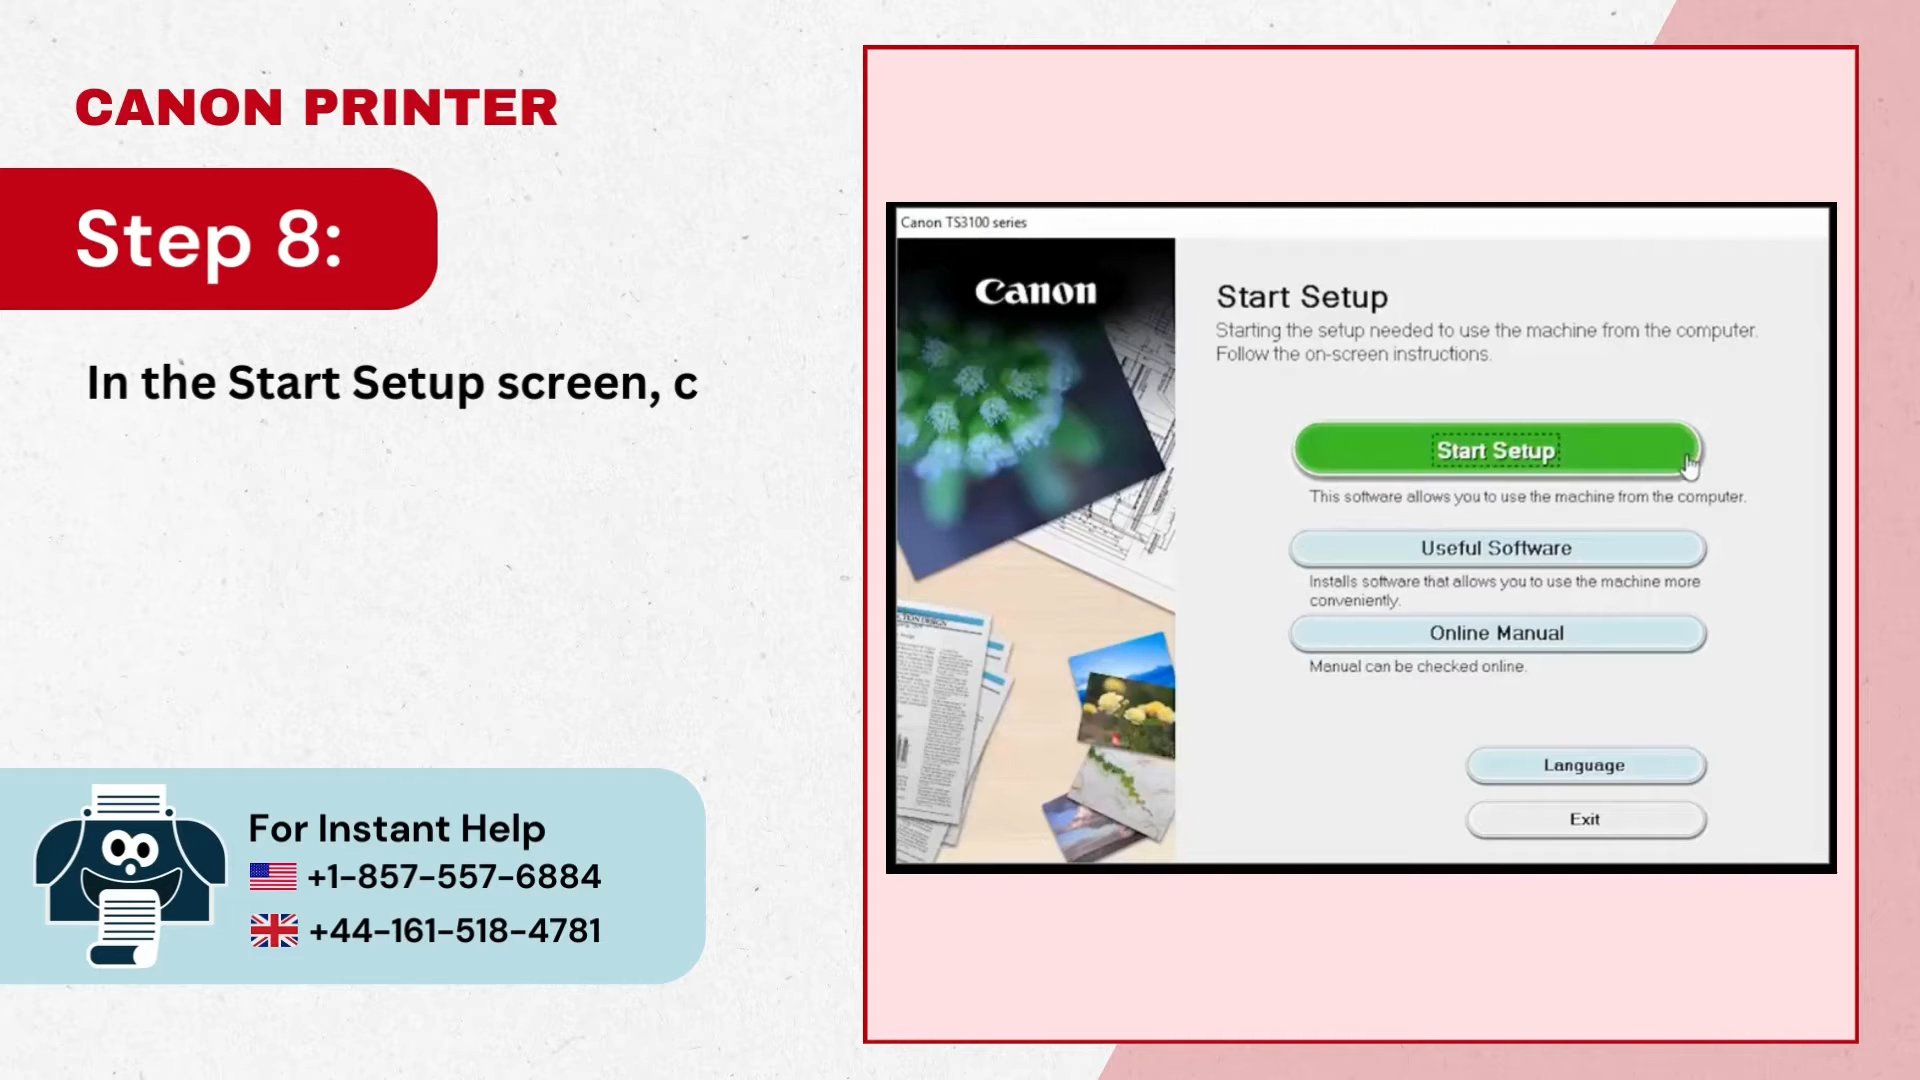 CANON PRINTER
Step 8:
In the Start Setup screen, c
For Instant Help
+1-857-557-6884
+44-161-518-4781
Canon TS3100 series
Canon
Start Setup
Starting the setup needed to use the machine from the computer.
Follow the on-screen instructions.
Start Setup
This software allows you to use the machine from the computer.
Useful Software
Installs software that allows you to use the machine more
conveniently.
Online Manual
Manual can be checked online.
Language
Exit